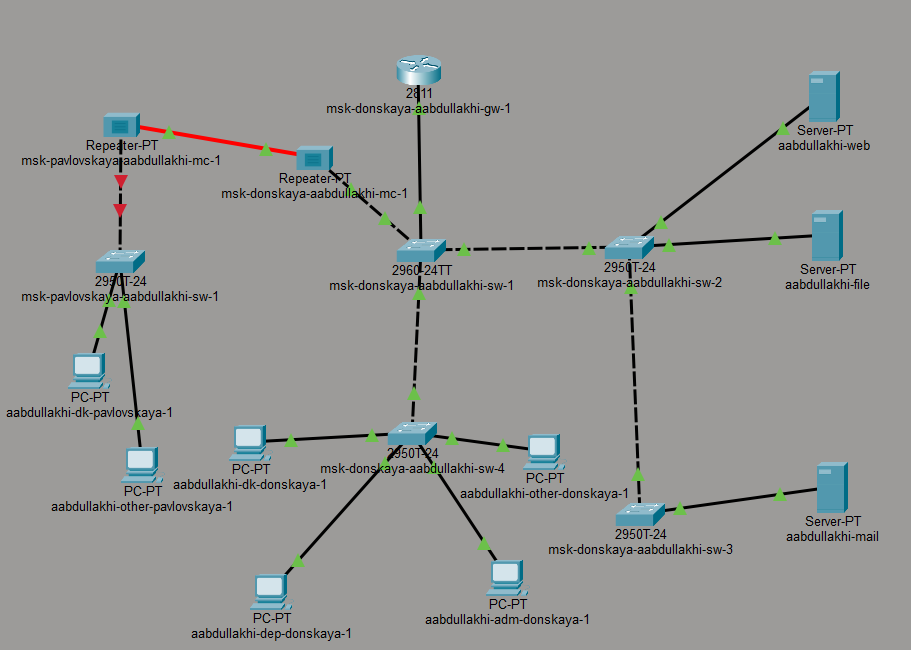 2811
msk-donskaya-aabdullakhi-gw-1
Server-PT
aabdullakhi-web
Repeater-PT
msk-pavlovskaya-aabdullakhi-mc-1
Repeater-PT
msk-donskaya-aabdullakhi-mc-1
2950T-24
msk-pavlovskaya-aabdullakhi-sw-1
2960-24TT
msk-donskaya-aabdullakhi-sw-1
2950T-24
msk-donskaya-aabdullakhi-sw-2
Server-PT
aabdullakhi-file
PC-PT
aabdullakhi-dk-pavlovskaya-1
PC-PT
aabdullakhi-other-pavlovskaya-1
PC-PT
aabdullakhi-dk-donskaya-1
2950T-24
msk-donskaya-aabdullakhi-sw-4
PC-PT
aabdullakhi-other-donskaya-1
2950T-24
msk-donskaya-aabdullakhi-sw-3
Server-PT
aabdullakhi-mail
PC-PT
aabdullakhi-dep-donskaya-1
PC-PT
aabdullakhi-adm-donskaya-1